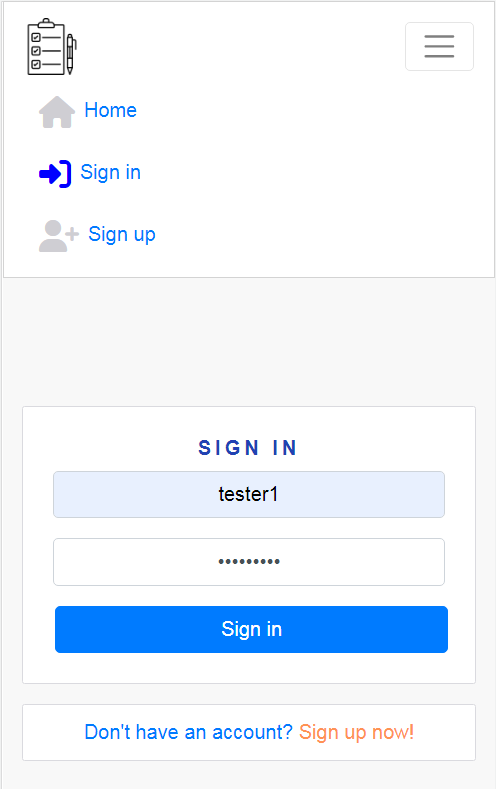 Home
Sign in
Sign up
SIGN IN
tester1
•••••••••
Sign in
Don't have an account? Sign up now!